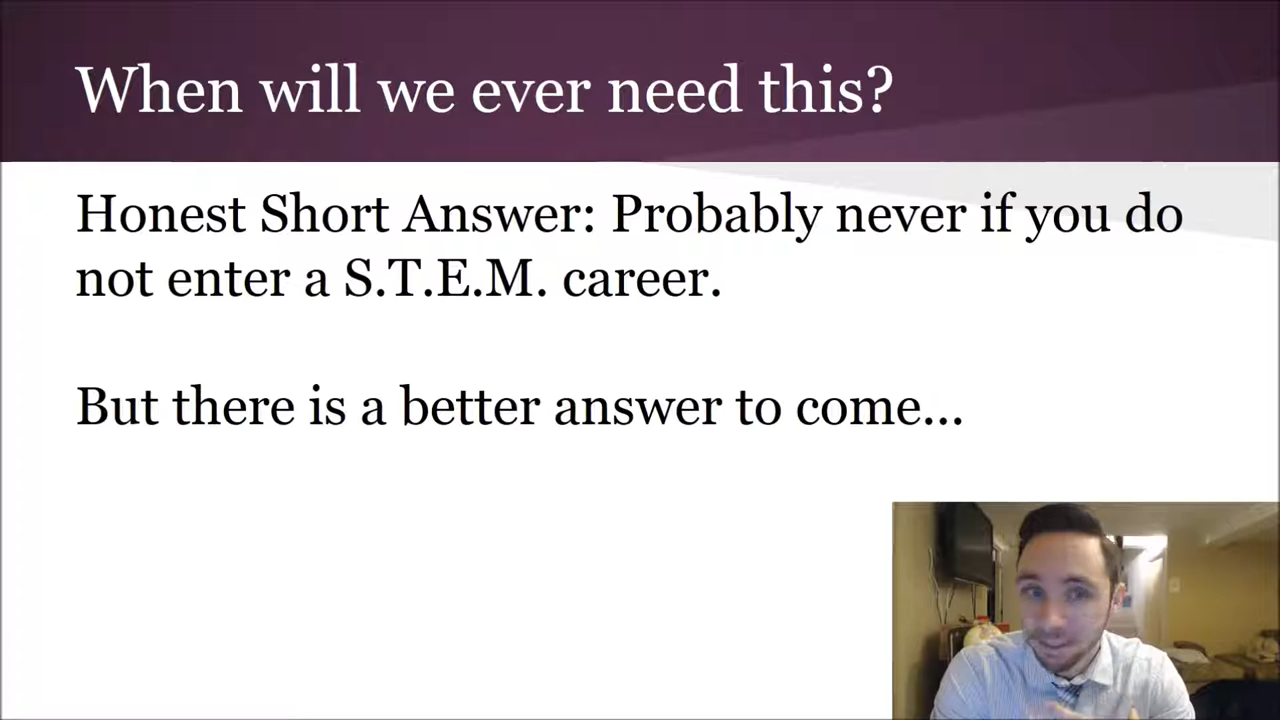 When will we ever need this?
Honest Short Answer: Probably never if you do
not enter a S.T.E.M. career.
But there is a better answer to come...